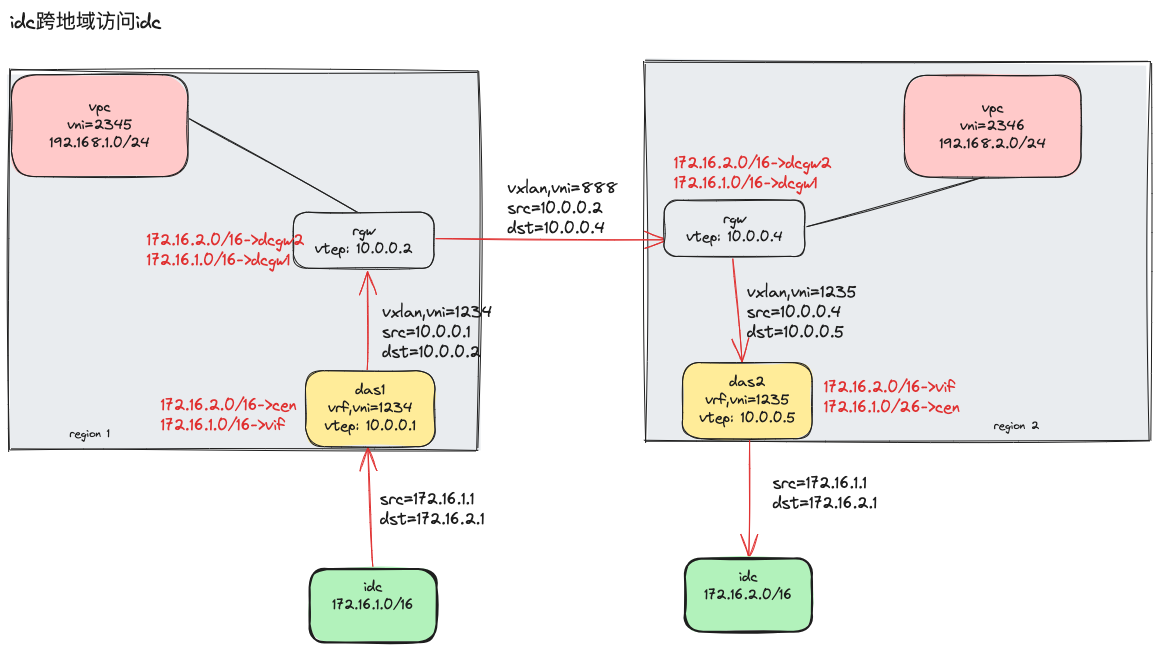 idc跨地域访问idc
vpc
vni=2345
192.168.1.0/24
172.16.2.0/16->dcgw2
172.16.1.0/16->dcgw1
rgw
vtep: 10.0.0.2
vxlan,vni=1234
src=10.0.0.1
dst=10.0.0.2
172.16.2.0/16->cen
172.16.1.0/16->vif
das1
vrf,vni=1234
vtep: 10.0.0.1
region 1
src=172.16.1.1
dst=172.16.2.1
idc
172.16.1.0/16
vxlan,vni=888
src=10.0.0.2
dst=10.0.0.4
vpc
vni=2346
192.168.2.0/24
172.16.2.0/16->dcgw2
172.16.1.0/16->dcgw1
rgw
vtep: 10.0.0.4
vxlan,vni=1235
src=10.0.0.4
dst=10.0.0.5
das2
vrf,vni=1235
vtep: 10.0.0.5
172.16.2.0/16->vif
172.16.1.0/26->cen
region 2
src=172.16.1.1
dst=172.16.2.1
idc
172.16.2.0/16